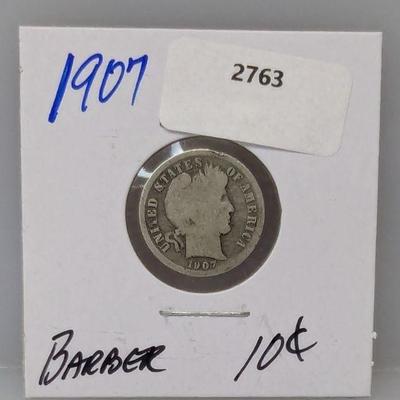 1907
2763
UNITED STATES OF AMERICA
1907
BARBER 10¢